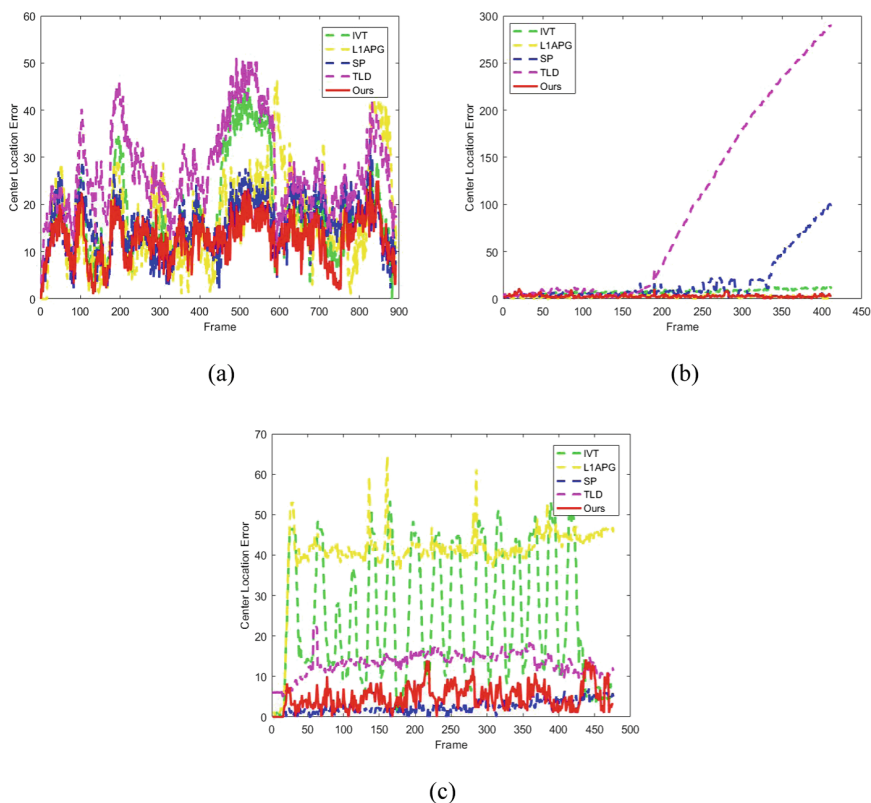 60
50
40
30
20
10
0
Center Location Error
0 100 200 300 400 500 600 700 800 900
Frame
IVT
L1APG
SP
TLD
Ours
(a)
300
250
200
150
100
50
0
Center Location Error
0 50 100 150 200 250 300 350 400 450
Frame
IVT
L1APG
SP
TLD
Ours
(b)
70
60
50
40
30
20
10
0
Center Location Error
0 50 100 150 200 250 300 350 400 450 500
Frame
IVT
L1APG
SP
TLD
Ours
(c)